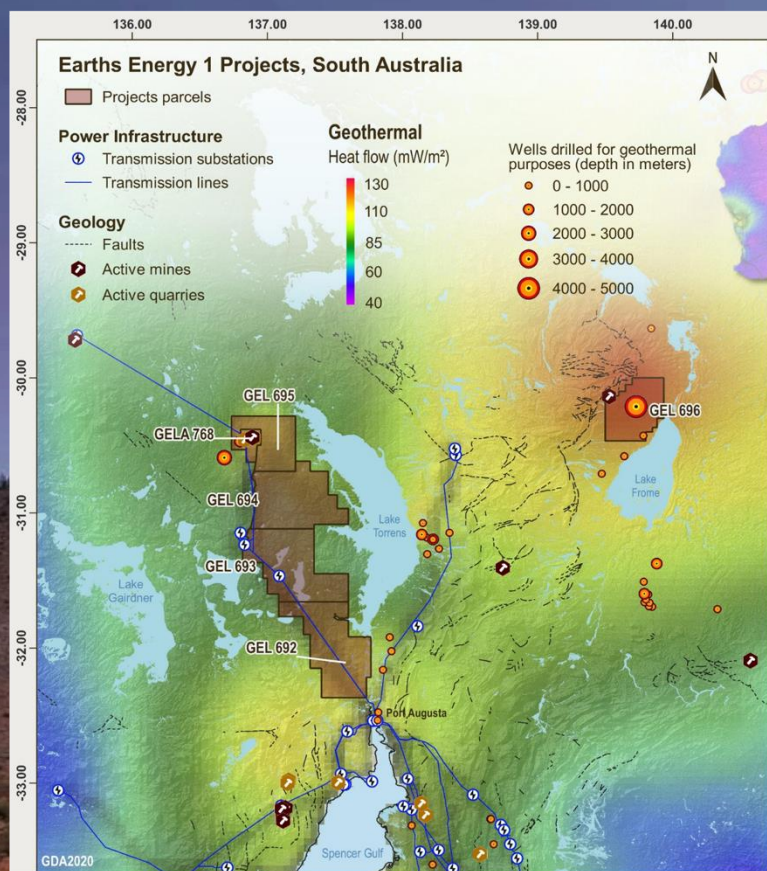 136.00
137.00
138.00
139.00
140.00
Earths Energy 1 Projects, South Australia
N
Projects parcels
Power Infrastructure
Transmission substations
Transmission lines
Geology
Faults
Active mines
Active quarries
Geothermal
Heat flow (mW/m²)
130
110
85
60
40
Wells drilled for geothermal
purposes (depth in meters)
0 - 1000
1000 - 2000
2000 - 3000
3000 - 4000
4000 - 5000
-28.00
-29.00
-30.00
-31.00
-32.00
-33.00
GEL 695
GELA 768
GEL 696
GEL 694
Lake
Frome
Lake
Torrens
GEL 693
Lake
Gairdner
GEL 692
Port Augusta
Spencer Gulf
GDA2020